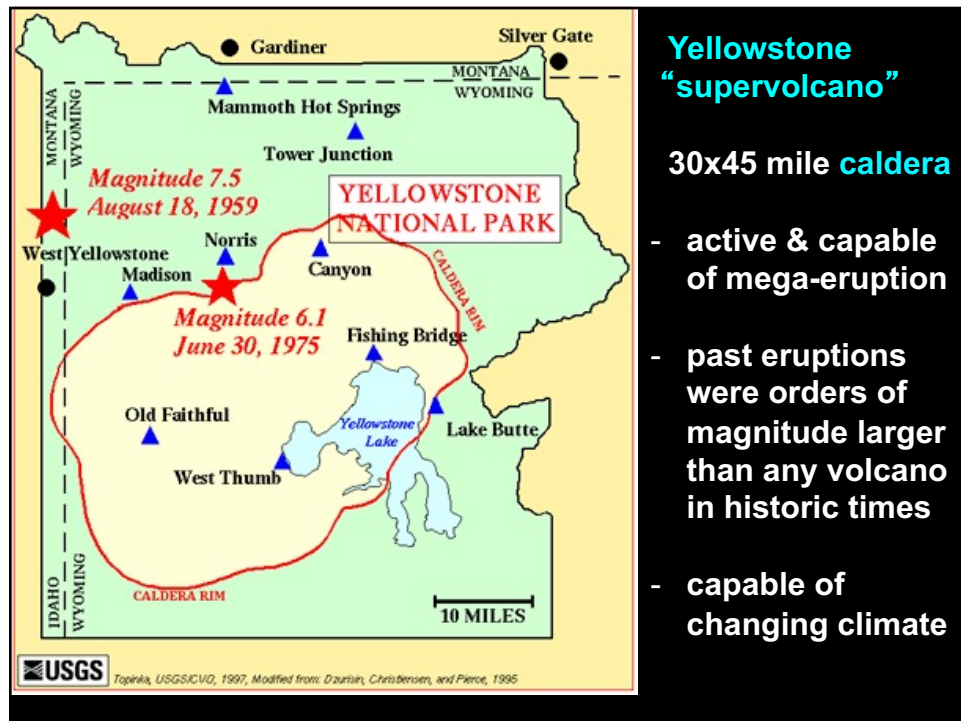 Gardiner
Silver Gate
MONTANA
WYOMING
Mammoth Hot Springs
Tower Junction
MONTANA
WYOMING
Magnitude 7.5
August 18, 1959
YELLOWSTONE
NATIONAL PARK
West Yellowstone
Norris
Madison
Canyon
CALDERA RIM
Magnitude 6.1
June 30, 1975
Fishing Bridge
Old Faithful
Yellowstone
Lake
Lake Butte
West Thumb
IDAHO
WYOMING
CALDERA RIM
10 MILES
USGS
Topinka, USGS/CVO, 1997, Modified from: Dzurisin, Christiensen, and Pierce, 1995
Yellowstone
“supervolcano”
30x45 mile caldera
- active & capable
of mega-eruption
- past eruptions
were orders of
magnitude larger
than any volcano
in historic times
- capable of
changing climate